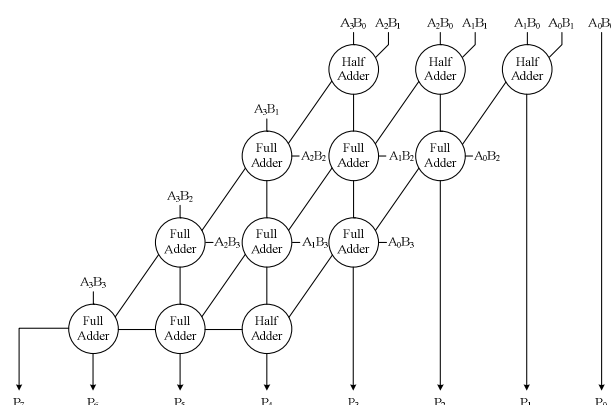 A₃B₀ A₂B₁ A₂B₀ A₁B₁ A₁B₀ A₀B₁ A₀B₀
Half Adder Half Adder Half Adder
A₃B₁
Full Adder A₂B₂ Full Adder A₁B₂ Full Adder A₀B₂
A₃B₂
Full Adder A₂B₃ Full Adder A₁B₃ Full Adder A₀B₃
A₃B₃
Full Adder Full Adder Half Adder
P₇ P₆ P₅ P₄ P₃ P₂ P₁ P₀